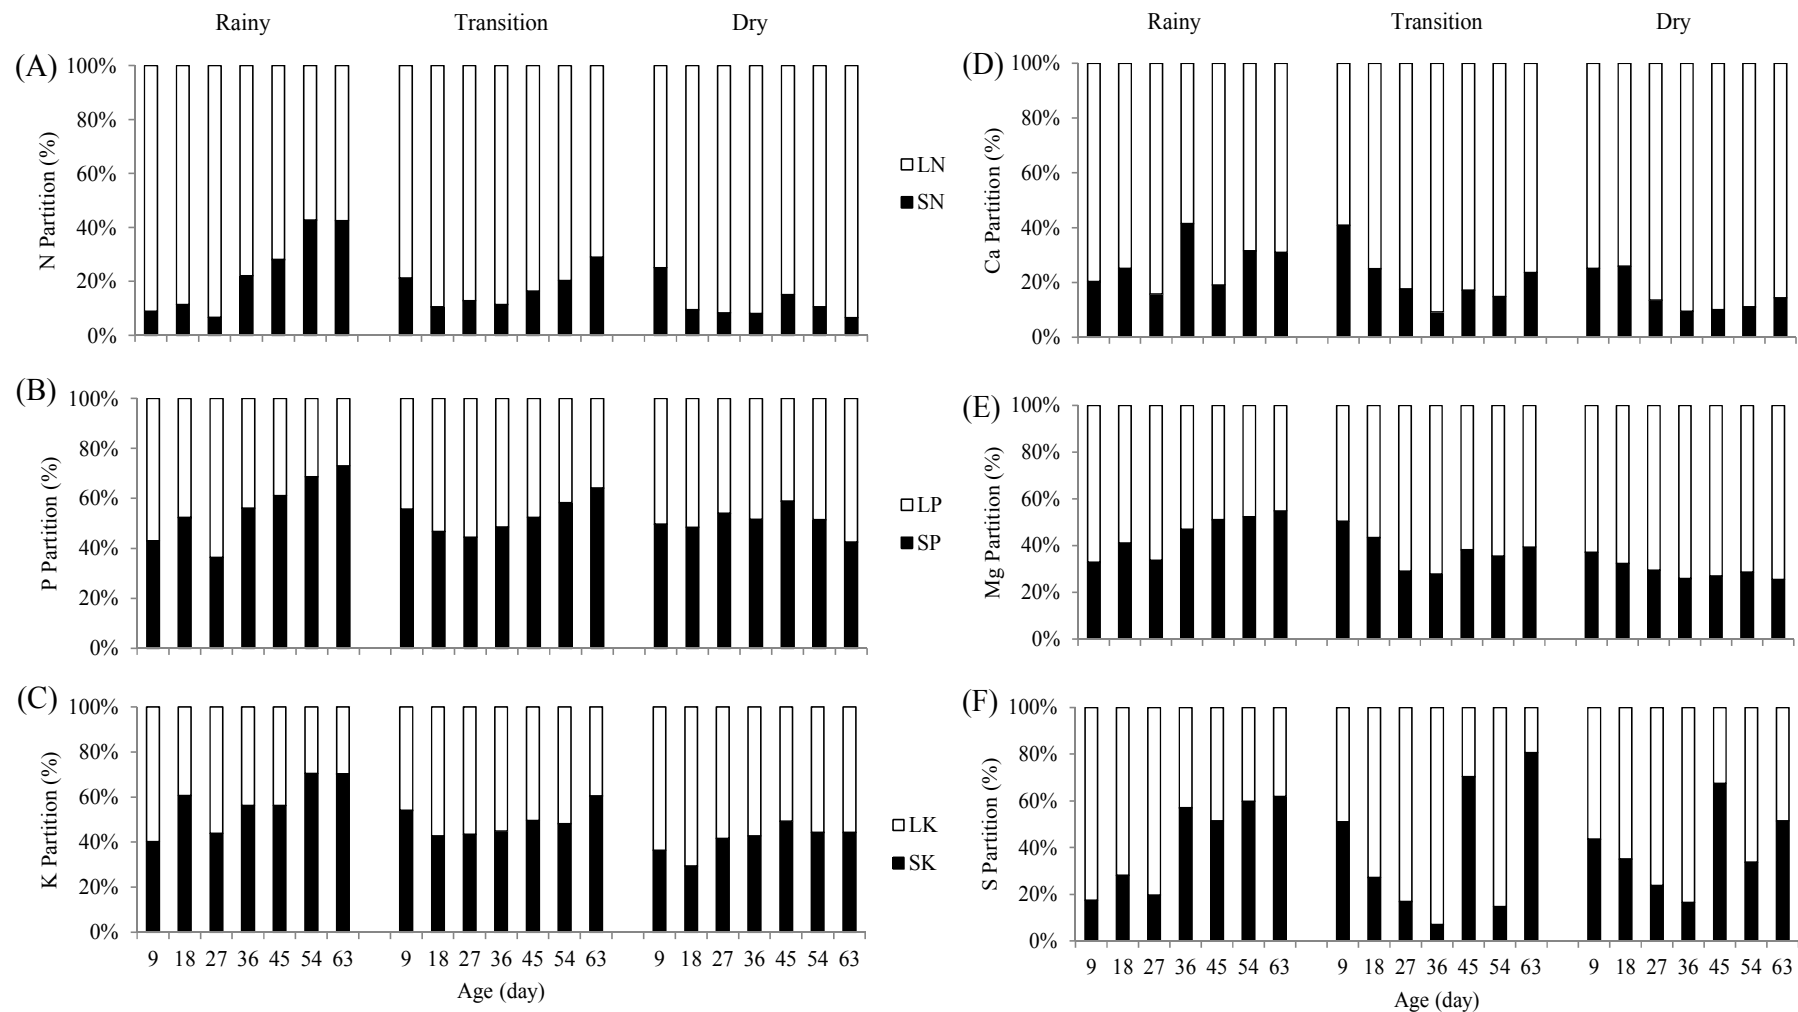 Rainy Transition Dry
(A)
N Partition (%)
100%
80%
60%
40%
20%
0%
LN
SN
(B)
P Partition (%)
100%
80%
60%
40%
20%
0%
LP
SP
(C)
K Partition (%)
100%
80%
60%
40%
20%
0%
LK
SK
9 18 27 36 45 54 63 9 18 27 36 45 54 63 9 18 27 36 45 54 63
Age (day)
Rainy Transition Dry
(D)
Ca Partition (%)
100%
80%
60%
40%
20%
0%
(E)
Mg Partition (%)
100%
80%
60%
40%
20%
0%
(F)
S Partition (%)
100%
80%
60%
40%
20%
0%
9 18 27 36 45 54 63 9 18 27 36 45 54 63 9 18 27 36 45 54 63
Age (day)